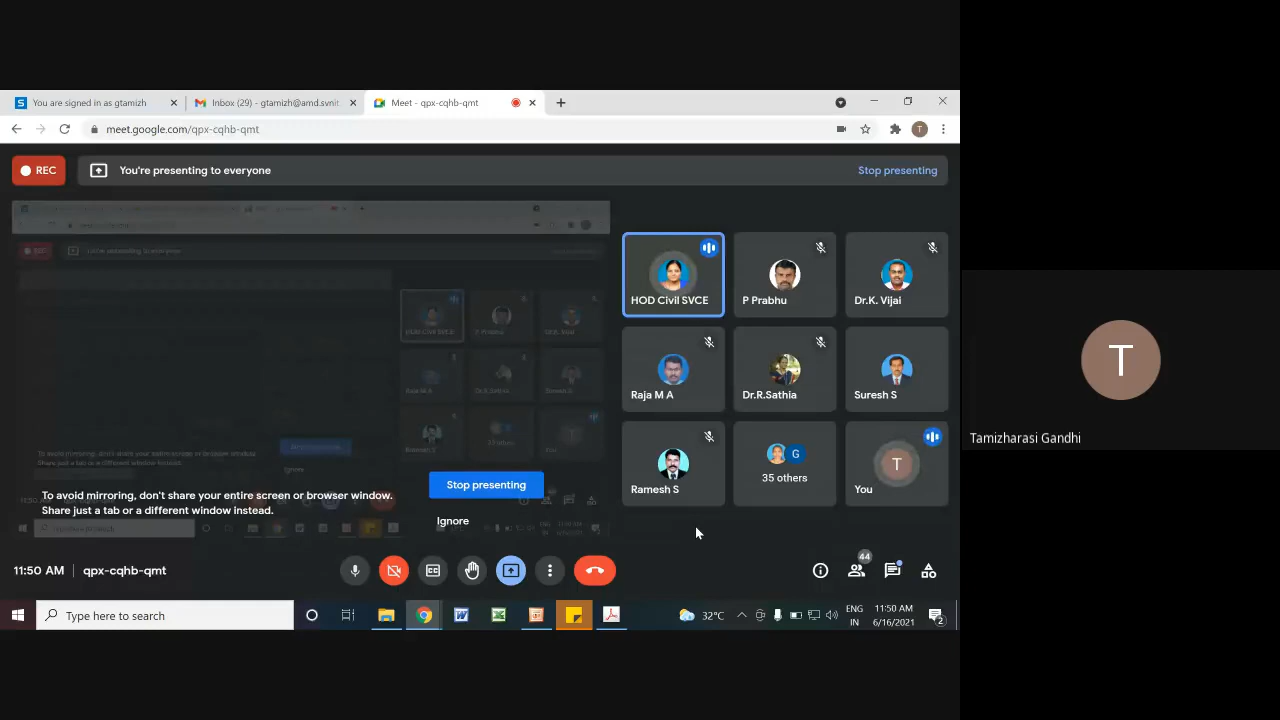 You are signed in as gtamizh
Inbox (29) - gtamizh@amd.svnit
Meet - qpx-cqhb-qmt
meet.google.com/qpx-cqhb-qmt
T
REC
You're presenting to everyone
Stop presenting
HOD Civil SVCE
P Prabhu
Dr.K. Vijai
Raja M A
Dr.R.Sathia
Suresh S
Ramesh S
G
35 others
T
You
To avoid mirroring, don't share your entire screen or browser window.
Share just a tab or a different window instead.
Stop presenting
Ignore
11:50 AM | qpx-cqhb-qmt
44
Type here to search
32°C
ENG
IN
11:50 AM
6/16/2021
2
T
Tamizharasi Gandhi